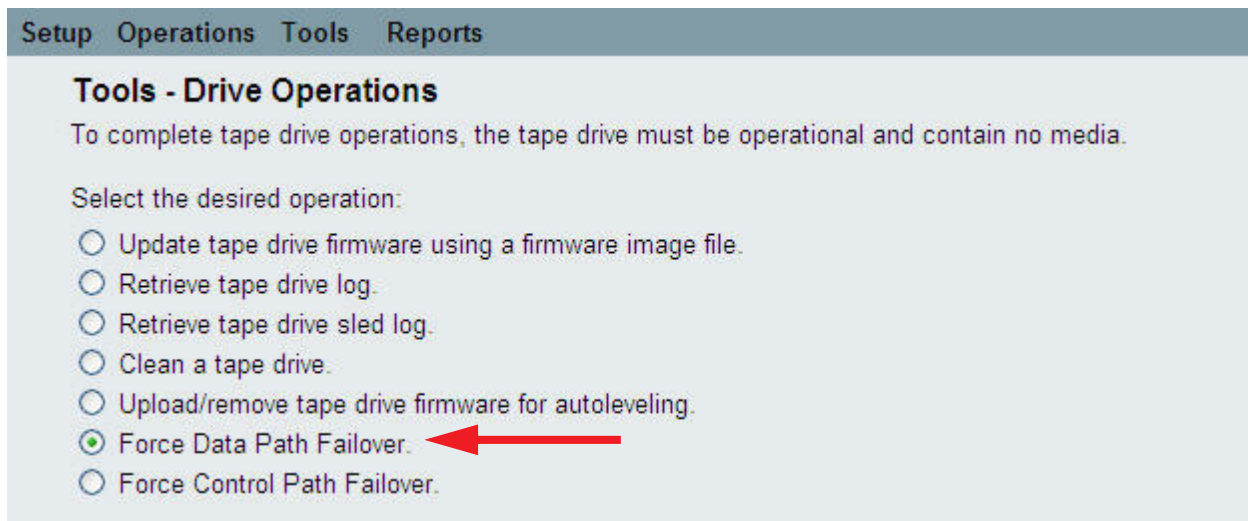 Setup Operations Tools Reports
Tools - Drive Operations
To complete tape drive operations, the tape drive must be operational and contain no media.
Select the desired operation:
Update tape drive firmware using a firmware image file.
Retrieve tape drive log.
Retrieve tape drive sled log.
Clean a tape drive.
Upload/remove tape drive firmware for autoleveling.
Force Data Path Failover.
Force Control Path Failover.